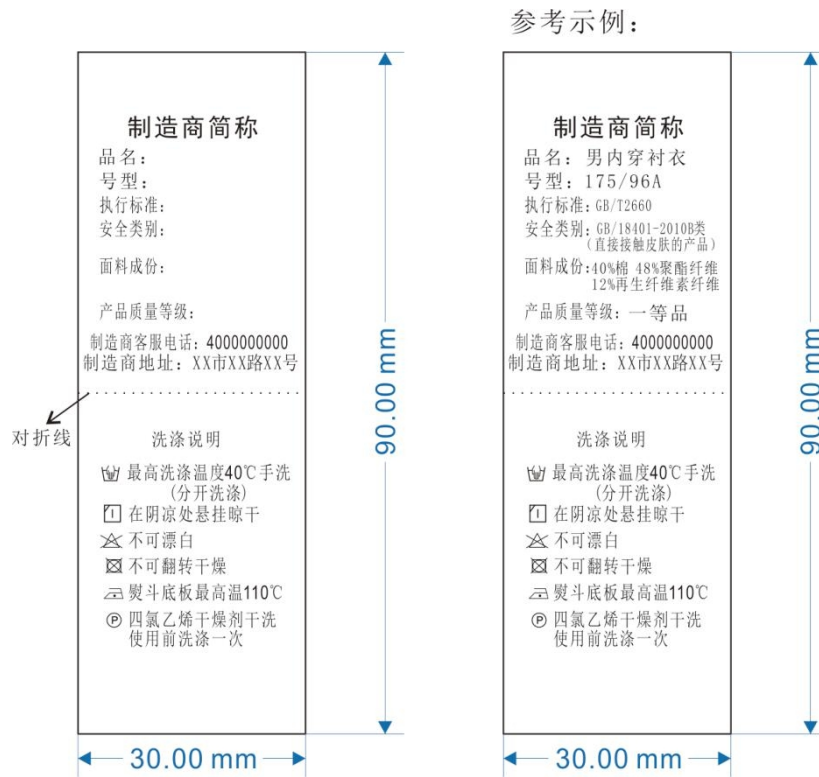 制造商简称
品名：
号型：
执行标准：
安全类别：
面料成份：
产品质量等级：
制造商客服电话：4000000000
制造商地址：XX市XX路XX号
对折线
洗涤说明
最高洗涤温度40℃手洗
(分开洗涤)
在阴凉处悬挂晾干
不可漂白
不可翻转干燥
熨斗底板最高温110℃
P 四氯乙烯干燥剂干洗
使用前洗涤一次
90.00 mm
30.00 mm
参考示例：
制造商简称
品名：男内穿衬衣
号型：175/96A
执行标准：GB/T2660
安全类别：GB/18401-2010B类
（直接接触皮肤的产品）
面料成份：40%棉 48%聚酯纤维
12%再生纤维素纤维
产品质量等级：一等品
制造商客服电话：4000000000
制造商地址：XX市XX路XX号
洗涤说明
最高洗涤温度40℃手洗
(分开洗涤)
在阴凉处悬挂晾干
不可漂白
不可翻转干燥
熨斗底板最高温110℃
P 四氯乙烯干燥剂干洗
使用前洗涤一次
90.00 mm
30.00 mm